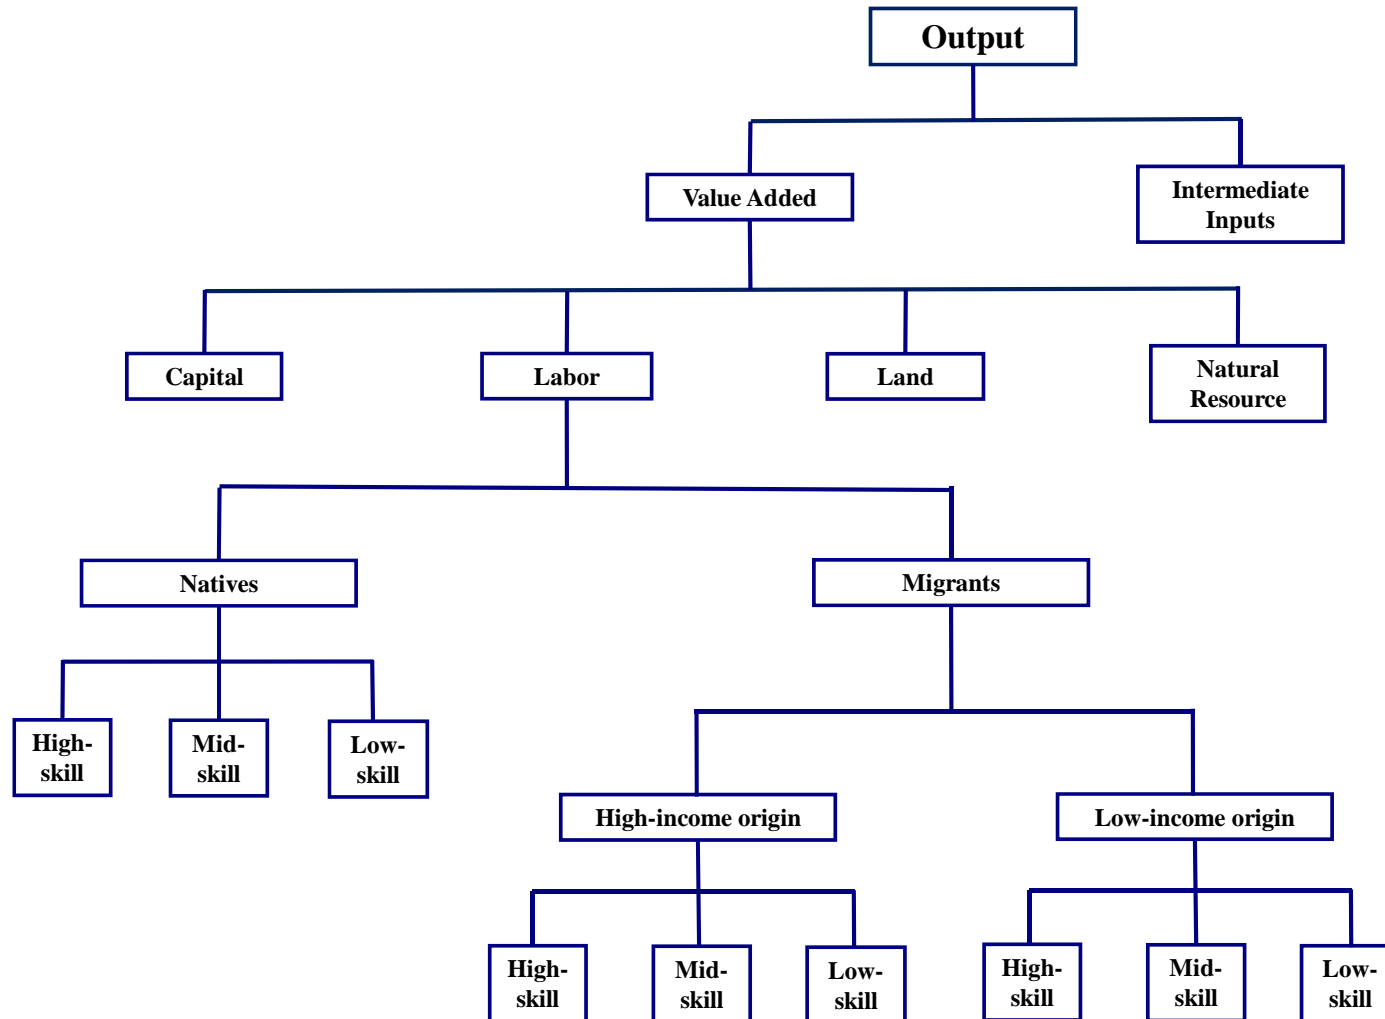 Output
Value Added
Intermediate
Inputs
Capital
Labor
Land
Natural
Resource
Natives
Migrants
High-
skill
Mid-
skill
Low-
skill
High-income origin
Low-income origin
High-
skill
Mid-
skill
Low-
skill
High-
skill
Mid-
skill
Low-
skill